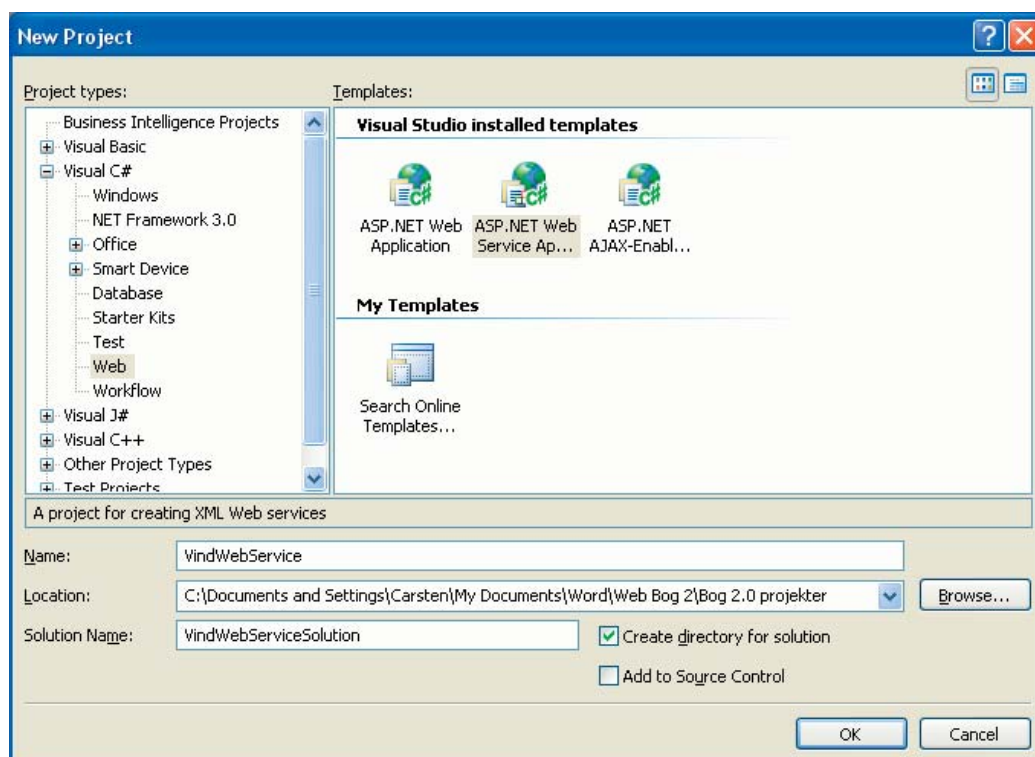 New Project
Project types:
Templates:
Business Intelligence Projects
Visual Basic
Visual C#
Windows
NET Framework 3.0
Office
Smart Device
Database
Starter Kits
Test
Web
Workflow
Visual J#
Visual C++
Other Project Types
Test Projects
Visual Studio installed templates
ASP.NET Web
Application
ASP.NET Web
Service Ap...
ASP.NET
AJAX-Enabl...
My Templates
Search Online
Templates...
A project for creating XML Web services
Name:
VindWebService
Location:
C:\Documents and Settings\Carsten\My Documents\Word\Web Bog 2\Bog 2.0 projekter
Browse...
Solution Name:
VindWebServiceSolution
Create directory for solution
Add to Source Control
OK
Cancel